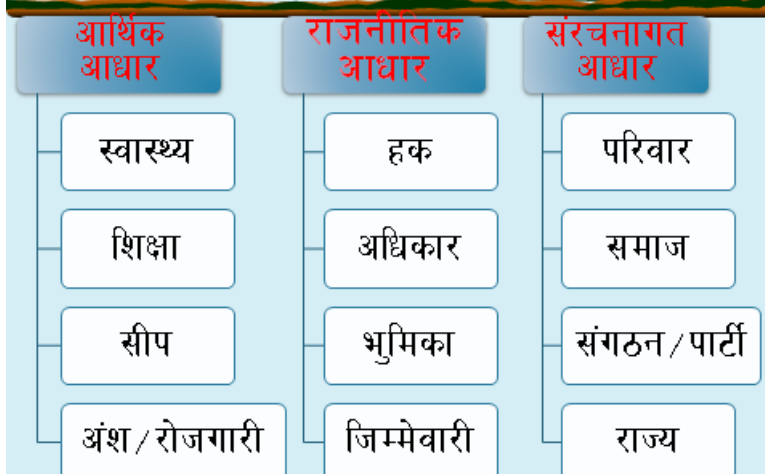 आर्थिक
आधार
राजनीतिक
आधार
संरचनागत
आधार
स्वास्थ्य
शिक्षा
सीप
अंश/रोजगारी
हक
अधिकार
भुमिका
जिम्मेवारी
परिवार
समाज
संगठन/पार्टी
राज्य